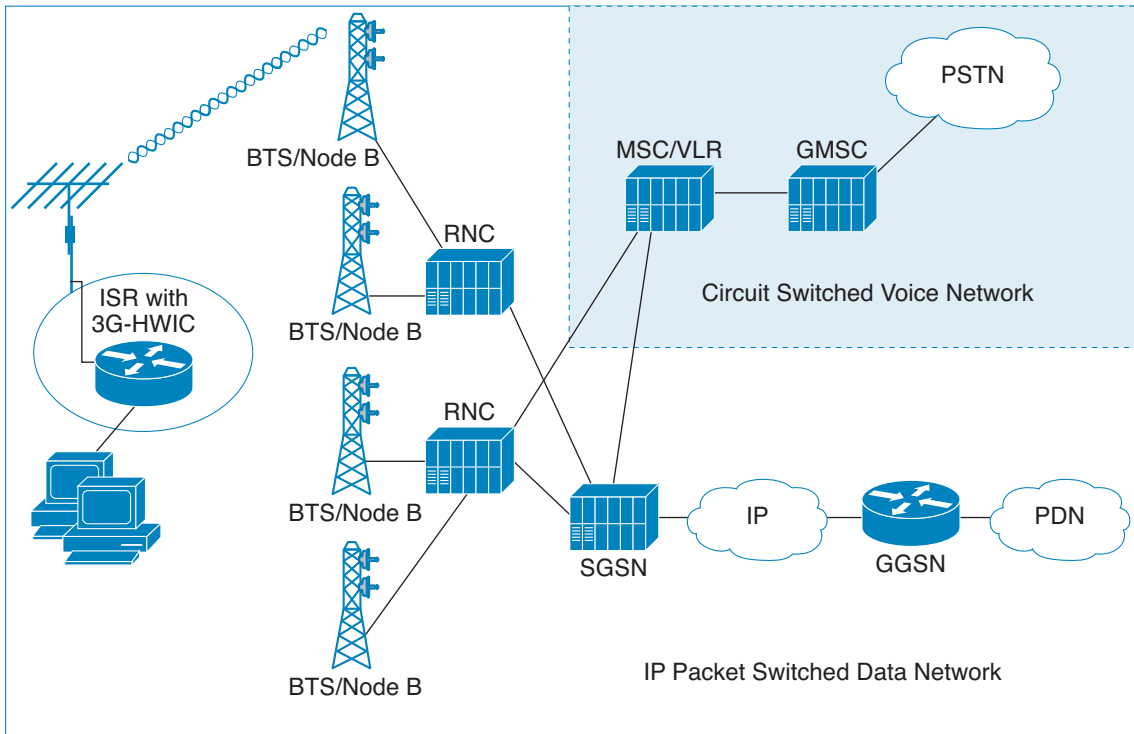 PSTN
BTS/Node B
MSC/VLR
GMSC
RNC
ISR with
3G-HWIC
Circuit Switched Voice Network
BTS/Node B
RNC
BTS/Node B
IP
PDN
SGSN
GGSN
IP Packet Switched Data Network
BTS/Node B